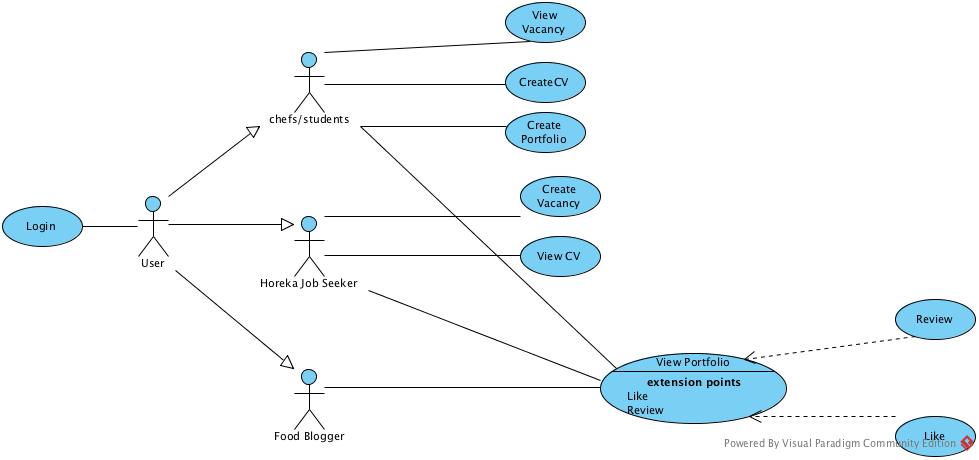 View
Vacancy
CreateCV
chefs/students
Create
Portfolio
Create
Vacancy
Login
User
View CV
Horeka Job Seeker
Review
View Portfolio
extension points
Like
Review
Food Blogger
Like
Powered By Visual Paradigm Community Edition